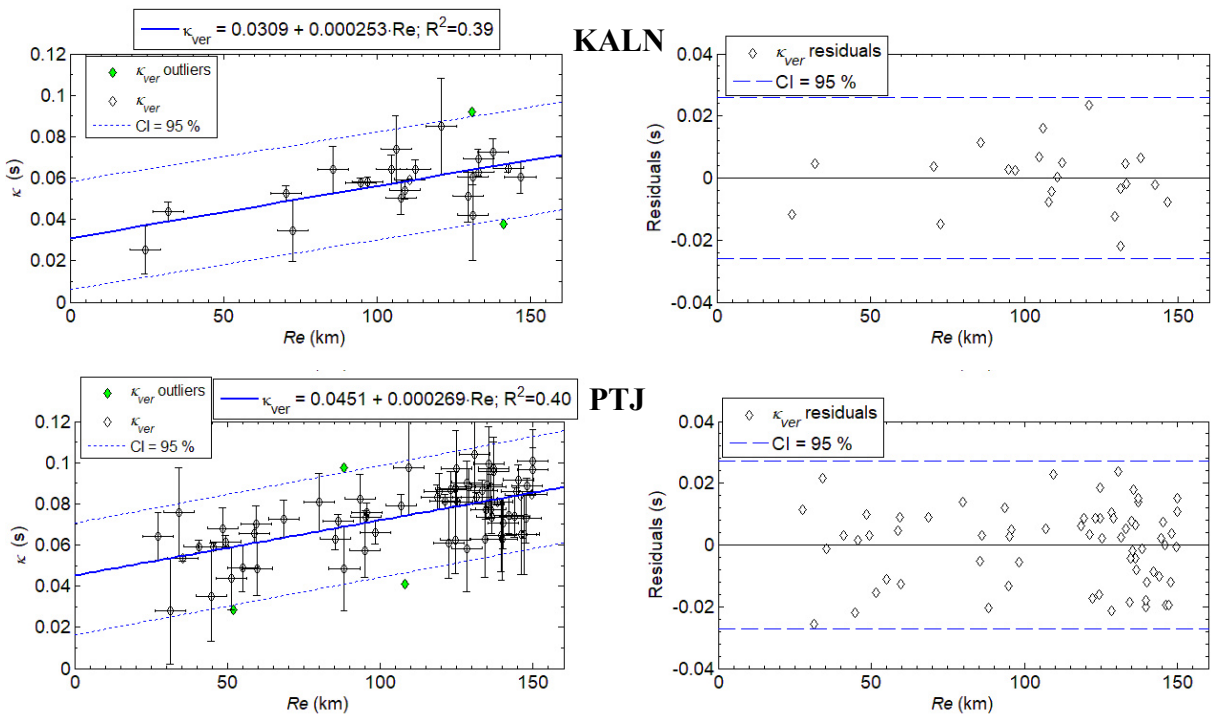 κver = 0.0309 + 0.000253·Re; R2=0.39
KALN
0.12
0.1
0.08
0.06
0.04
0.02
0
κ (s)
κver outliers
κver
CI = 95 %
0 50 100 150
Re (km)
0.04
0.02
0
-0.02
-0.04
Residuals (s)
κver residuals
CI = 95 %
0 50 100 150
Re (km)
κver outliers
κver
CI = 95 %
κver = 0.0451 + 0.000269·Re; R2=0.40
PTJ
0.12
0.1
0.08
0.06
0.04
0.02
0
κ (s)
0 50 100 150
Re (km)
0.04
0.02
0
-0.02
-0.04
Residuals (s)
κver residuals
CI = 95 %
0 50 100 150
Re (km)